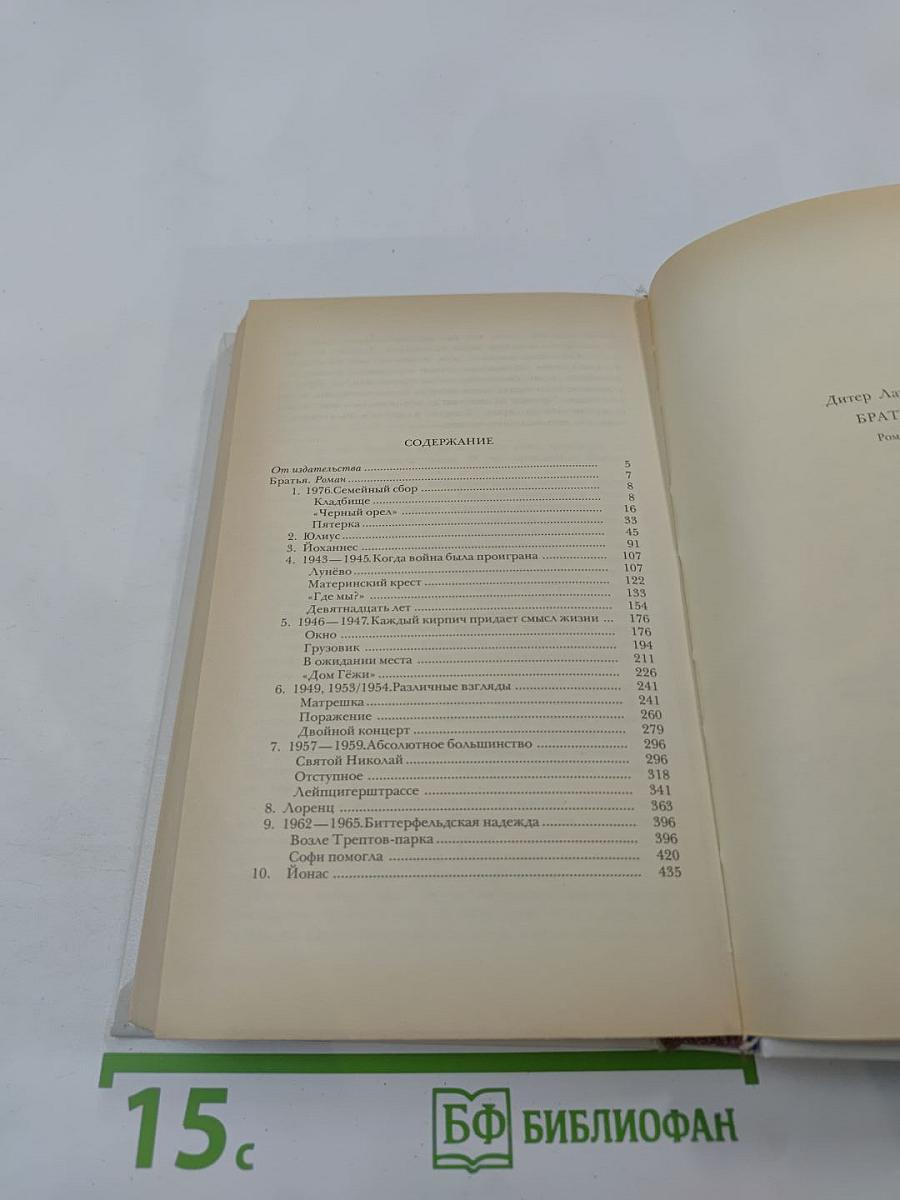 СОДЕРЖАНИЕ
От издательства ........ 5
Братья. Роман ........ 7
1. 1976.Семейный сбор ........ 8
Кладбище ........ 8
«Черный орел» ........ 16
Пятерка ........ 33
2. Юлиус ........ 45
3. Йоханнес ........ 91
4. 1943—1945.Когда война была проиграна ........ 107
Лунёво ........ 107
Материнский крест ........ 122
«Где мы?» ........ 133
Девятнадцать лет ........ 154
5. 1946—1947.Каждый кирпич придает смысл жизни ... 176
Окно ........ 176
Грузовик ........ 194
В ожидании места ........ 211
«Дом Гёжи» ........ 226
6. 1949, 1953/1954.Различные взгляды ........ 241
Матрешка ........ 241
Поражение ........ 260
Двойной концерт ........ 279
7. 1957—1959.Абсолютное большинство ........ 296
Святой Николай ........ 296
Отступное ........ 318
Лейпцигерштрассе ........ 341
8. Лоренц ........ 363
9. 1962—1965.Биттерфельдская надежда ........ 396
Возле Трептов-парка ........ 396
Софи помогла ........ 420
10. Йонас ........ 435
Дитер Ла
БРАТ
Ром
15 с
БФ БИБЛИОФАН